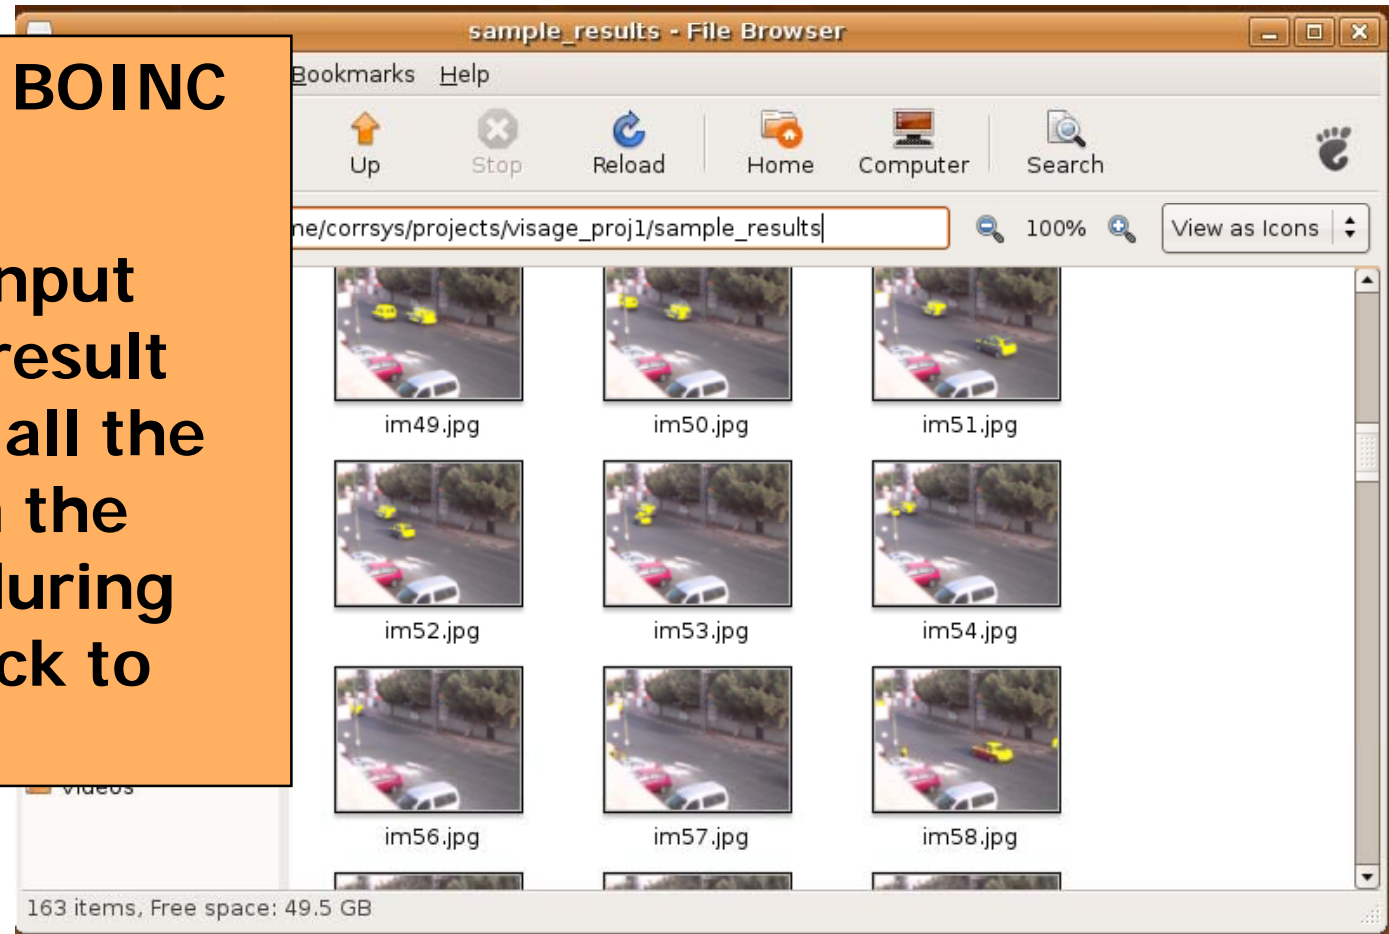 sample_results - File Browser
Bookmarks Help
Up Stop Reload Home Computer Search
me/corrsys/projects/visage_proj1/sample_results 100% View as Icons
BOINC
nput
result
all the
the
during
ck to
im49.jpg im50.jpg im51.jpg
im52.jpg im53.jpg im54.jpg
im56.jpg im57.jpg im58.jpg
Videos
163 items, Free space: 49.5 GB